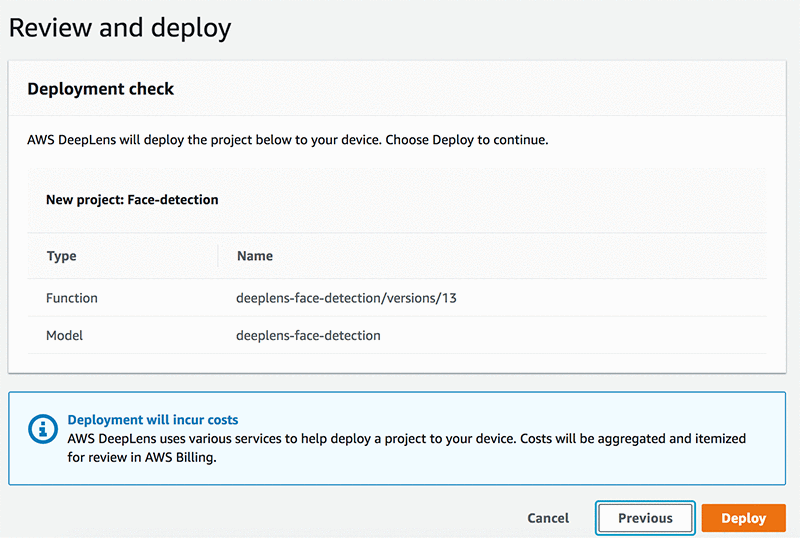 Review and deploy
Deployment check
AWS DeepLens will deploy the project below to your device. Choose Deploy to continue.
New project: Face-detection
Type Name
Function deeplens-face-detection/versions/13
Model deeplens-face-detection
Deployment will incur costs
AWS DeepLens uses various services to help deploy a project to your device. Costs will be aggregated and itemized
for review in AWS Billing.
Cancel Previous Deploy